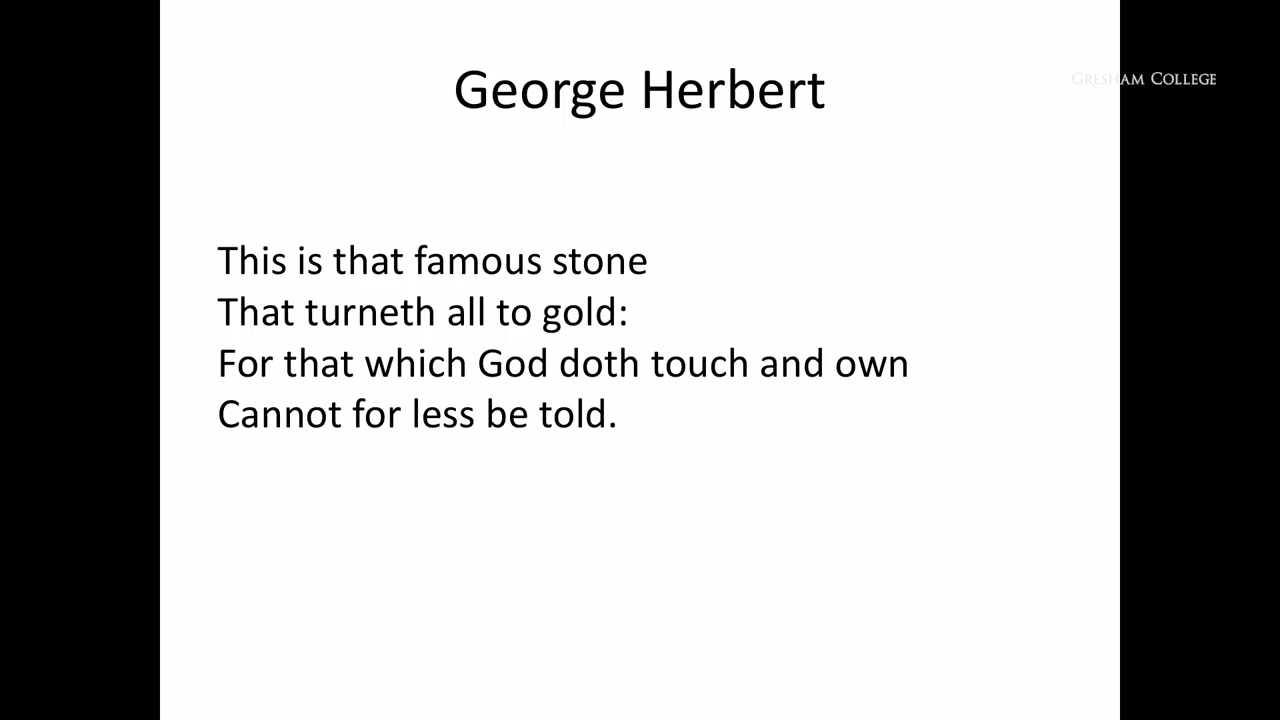 George Herbert
GRESHAM COLLEGE
This is that famous stone
That turneth all to gold:
For that which God doth touch and own
Cannot for less be told.